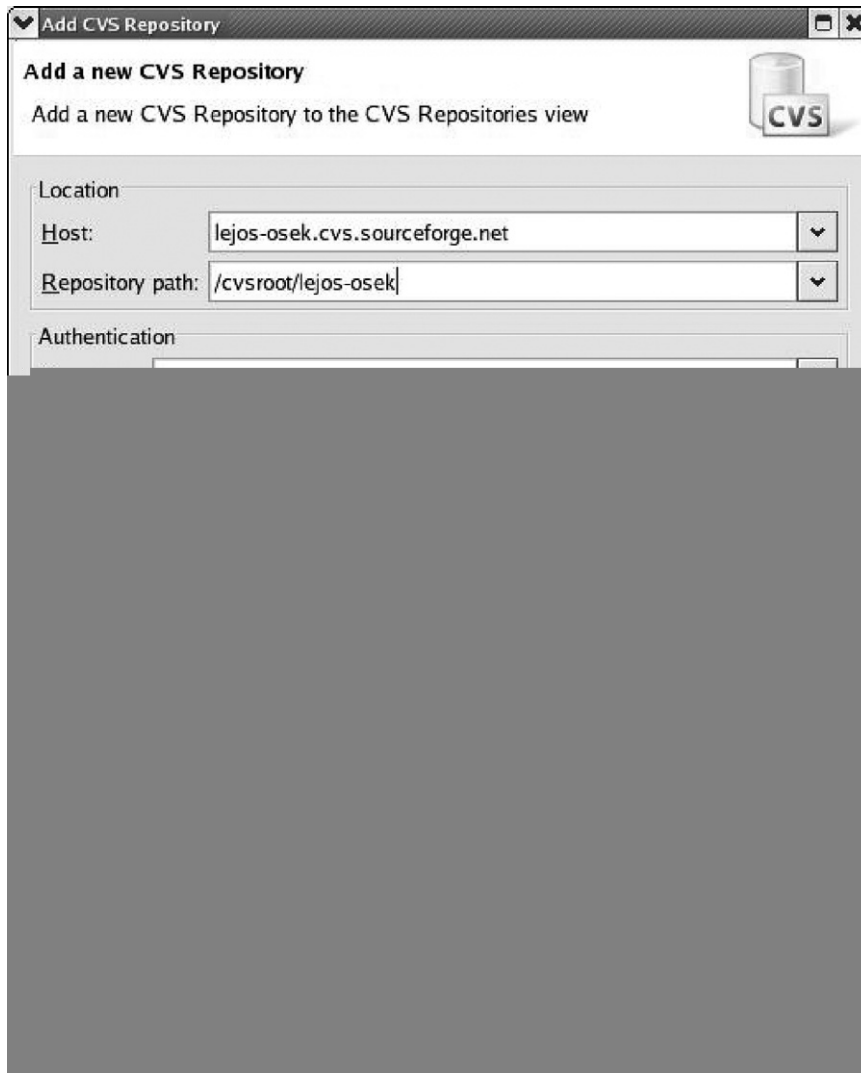 Add CVS Repository
Add a new CVS Repository
Add a new CVS Repository to the CVS Repositories view
CVS
Location
Host: lejos-osek.cvs.sourceforge.net
Repository path: /cvsroot/lejos-osek
Authentication